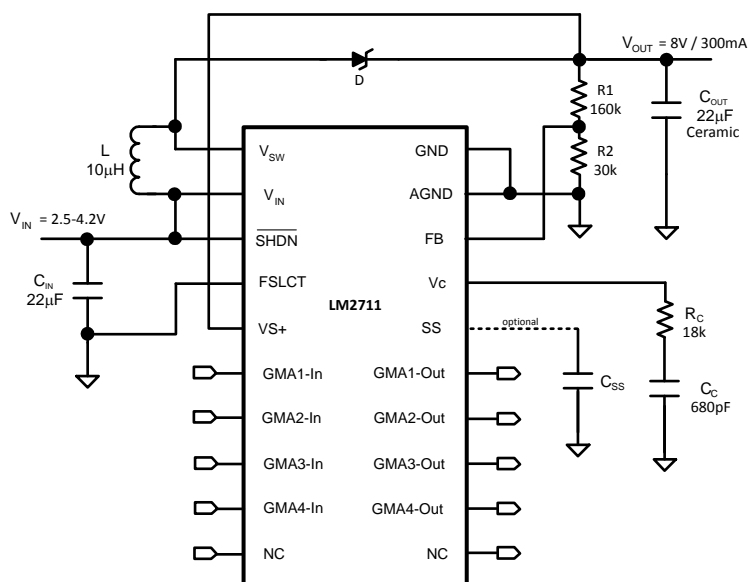 V_OUT = 8V / 300mA
D
R1
160k
C_OUT
22µF
Ceramic
L
10µH
V_SW
GND
R2
30k
V_IN
AGND
V_IN = 2.5-4.2V
SHDN
FB
C_IN
22µF
FSLCT
LM2711
Vc
VS+
SS
optional
R_C
18k
GMA1-In
GMA1-Out
C_SS
C_C
680pF
GMA2-In
GMA2-Out
GMA3-In
GMA3-Out
GMA4-In
GMA4-Out
NC
NC